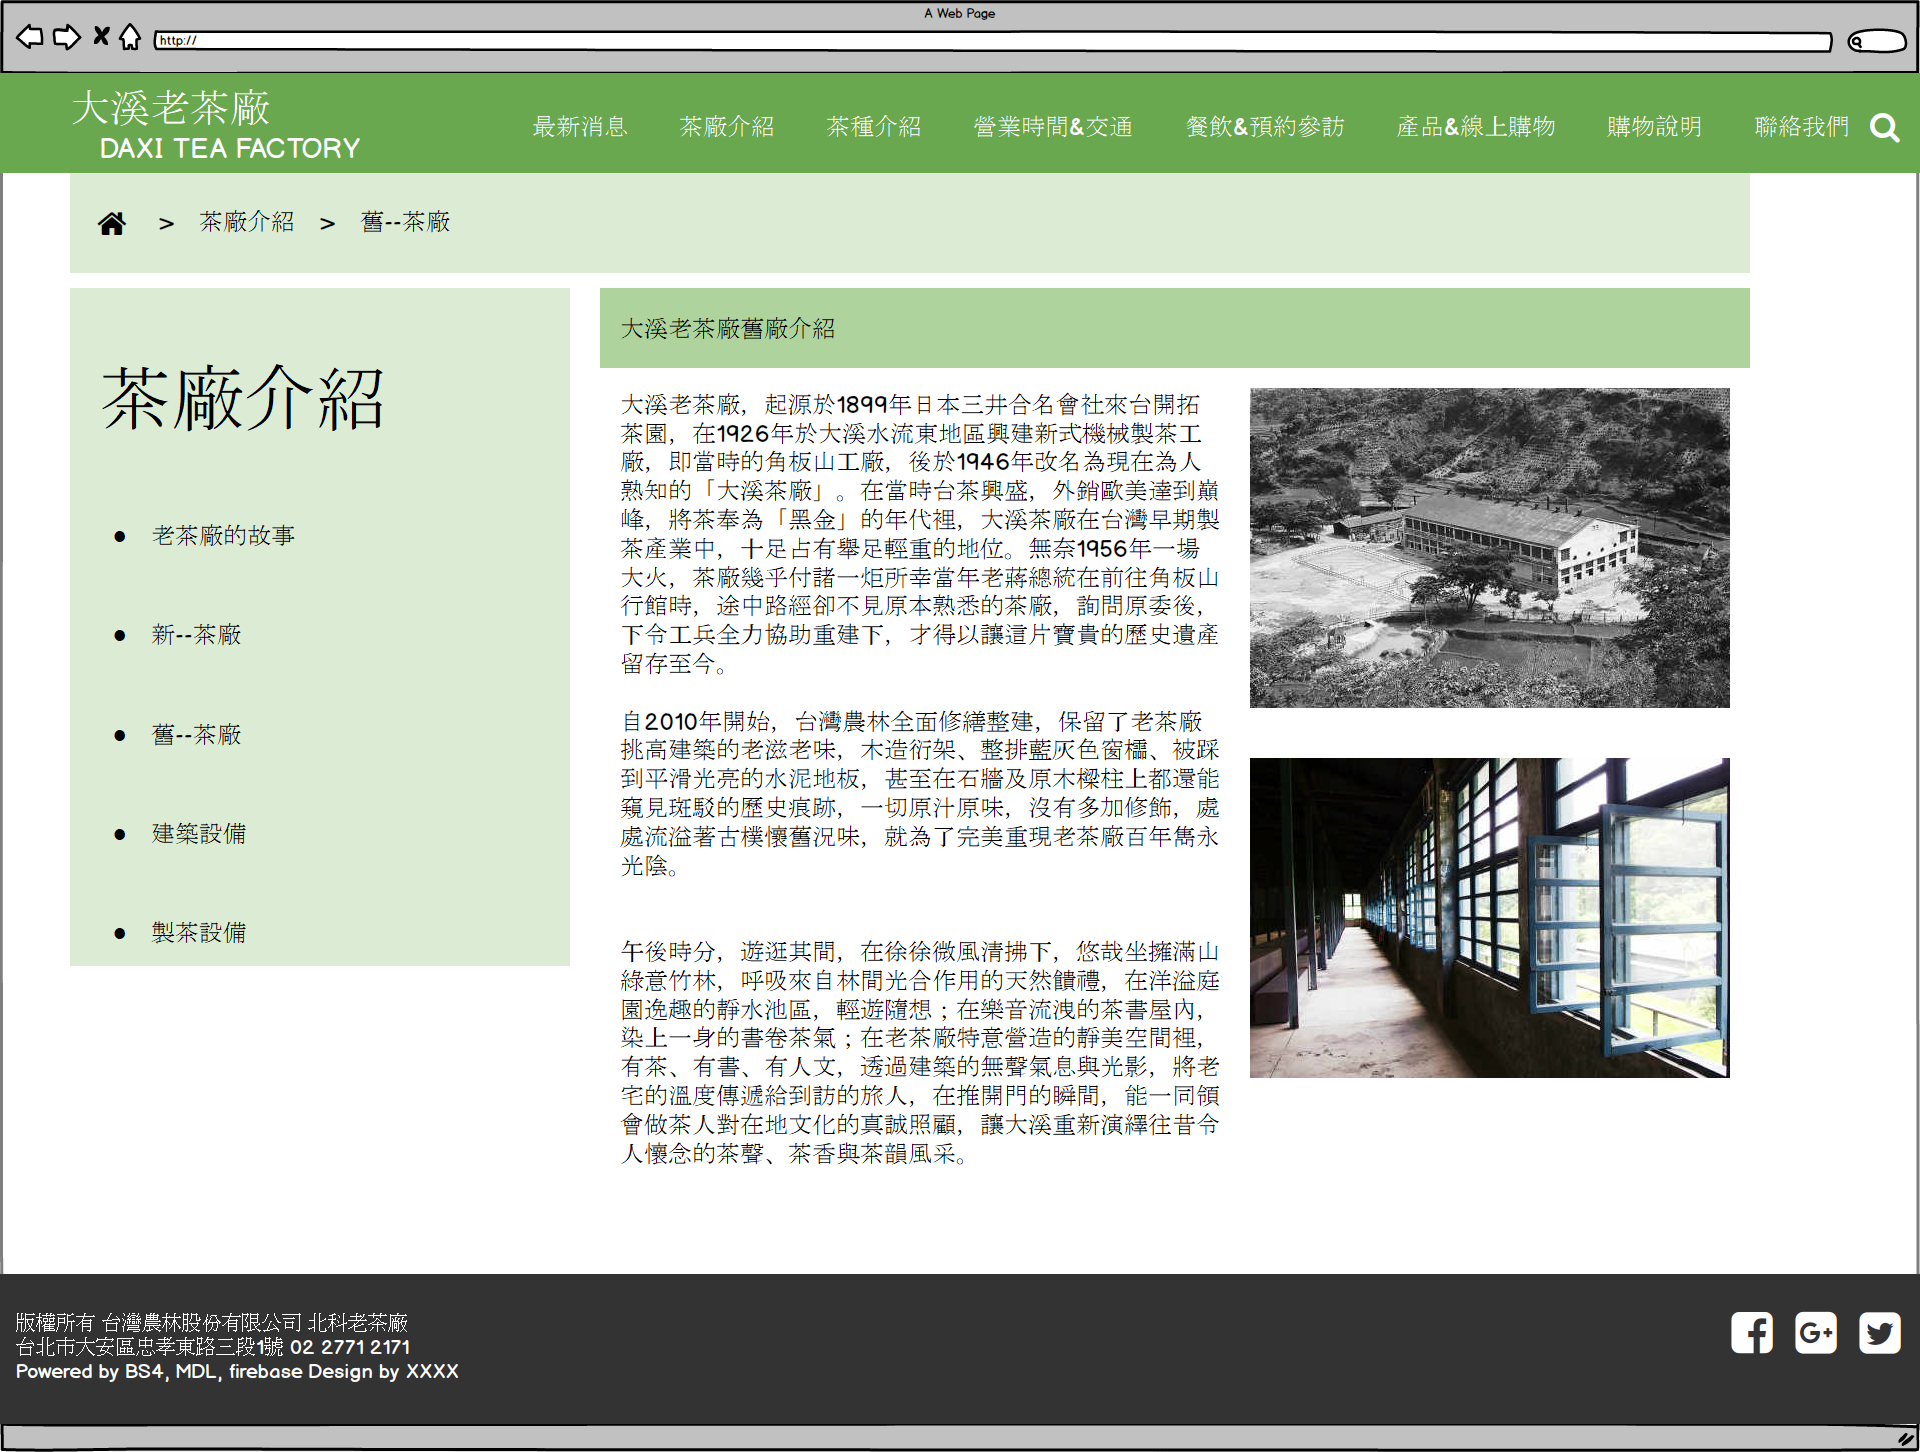 A Web Page
http://
大溪老茶廠
DAXI TEA FACTORY
最新消息 茶廠介紹 茶種介紹 營業時間&交通 餐飲&預約參訪 產品&線上購物 購物說明 聯絡我們
> 茶廠介紹 > 舊--茶廠
茶廠介紹
● 老茶廠的故事
● 新--茶廠
● 舊--茶廠
● 建築設備
● 製茶設備
大溪老茶廠舊廠介紹
大溪老茶廠，起源於1899年日本三井合名會社來台開拓
茶園，在1926年於大溪水流東地區興建新式機械製茶工
廠，即當時的角板山工廠，後於1946年改名為現在為人
熟知的「大溪茶廠」。在當時台茶興盛，外銷歐美達到巔
峰，將茶奉為「黑金」的年代裡，大溪茶廠在台灣早期製
茶產業中，十足占有舉足輕重的地位。無奈1956年一場
大火，茶廠幾乎付諸一炬所幸當年老蔣總統在前往角板山
行館時，途中路經卻不見原本熟悉的茶廠，詢問原委後，
下令工兵全力協助重建下，才得以讓這片寶貴的歷史遺產
留存至今。
自2010年開始，台灣農林全面修繕整建，保留了老茶廠
挑高建築的老滋老味，木造衍架、整排藍灰色窗櫺、被踩
到平滑光亮的水泥地板，甚至在石牆及原木樑柱上都還能
窺見斑駁的歷史痕跡，一切原汁原味，沒有多加修飾，處
處流溢著古樸懷舊況味，就為了完美重現老茶廠百年雋永
光陰。
午後時分，遊逛其間，在徐徐微風清拂下，悠哉坐擁滿山
綠意竹林，呼吸來自林間光合作用的天然饋禮，在洋溢庭
園逸趣的靜水池區，輕遊隨想；在樂音流洩的茶書屋內，
染上一身的書卷茶氣；在老茶廠特意營造的靜美空間裡，
有茶、有書、有人文，透過建築的無聲氣息與光影，將老
宅的溫度傳遞給到訪的旅人，在推開門的瞬間，能一同領
會做茶人對在地文化的真誠照顧，讓大溪重新演繹往昔令
人懷念的茶聲、茶香與茶韻風采。
版權所有 台灣農林股份有限公司 北科老茶廠
台北市大安區忠孝東路三段1號 02 2771 2171
Powered by BS4, MDL, firebase Design by XXXX